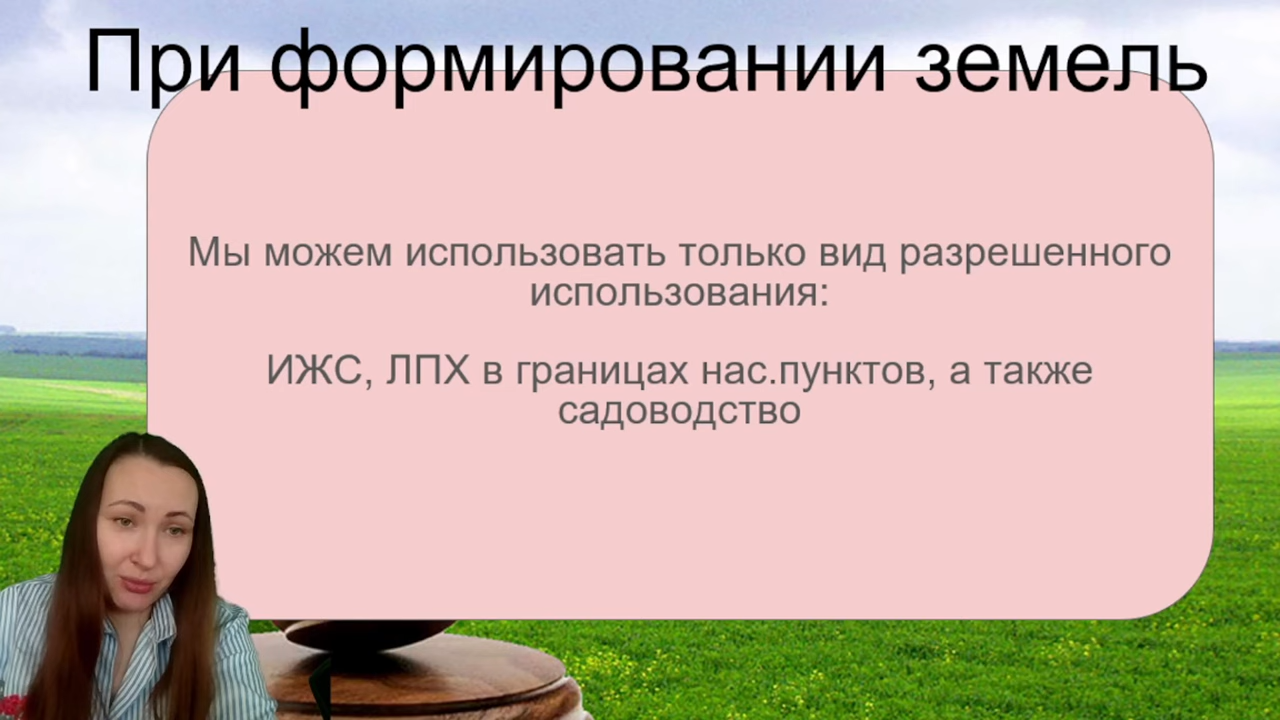 При формировании земель
Мы можем использовать только вид разрешенного
использования:
ИЖС, ЛПХ в границах нас.пунктов, а также
садоводство